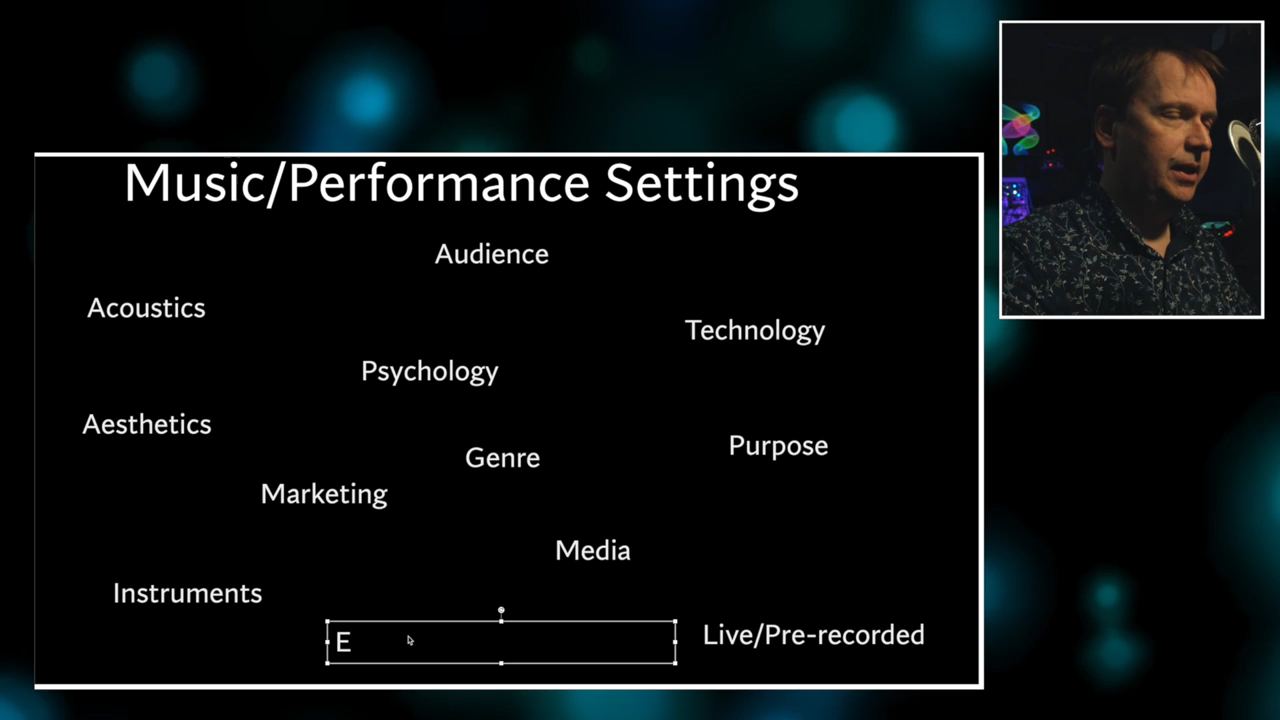 Music/Performance Settings
Audience
Acoustics
Technology
Psychology
Aesthetics
Purpose
Genre
Marketing
Media
Instruments
Live/Pre-recorded
E